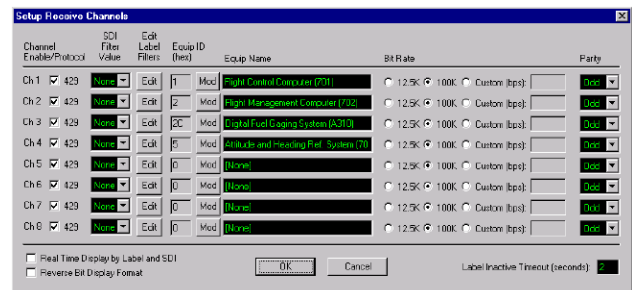 Setup Receive Channels
SDI Edit
Channel Filter Label Equip ID
Enable/Protocol Value Filters (hex) Equip Name Bit Rate Parity
Ch 1 429 None Edit 1 Mod Flight Control Computer (701) 12.5K 100K Custom (bps): Odd
Ch 2 429 None Edit 2 Mod Flight Management Computer (702) 12.5K 100K Custom (bps): Odd
Ch 3 429 None Edit 2C Mod Digital Fuel Gaging System (A310) 12.5K 100K Custom (bps): Odd
Ch 4 429 None Edit 5 Mod Attitude and Heading Ref. System (70 12.5K 100K Custom (bps): Odd
Ch 5 429 None Edit 0 Mod [None] 12.5K 100K Custom (bps): Odd
Ch 6 429 None Edit 0 Mod [None] 12.5K 100K Custom (bps): Odd
Ch 7 429 None Edit 0 Mod [None] 12.5K 100K Custom (bps): Odd
Ch 8 429 None Edit 0 Mod [None] 12.5K 100K Custom (bps): Odd
Real Time Display by Label and SDI
Reverse Bit Display Format
OK Cancel Label Inactive Timeout (seconds): 2